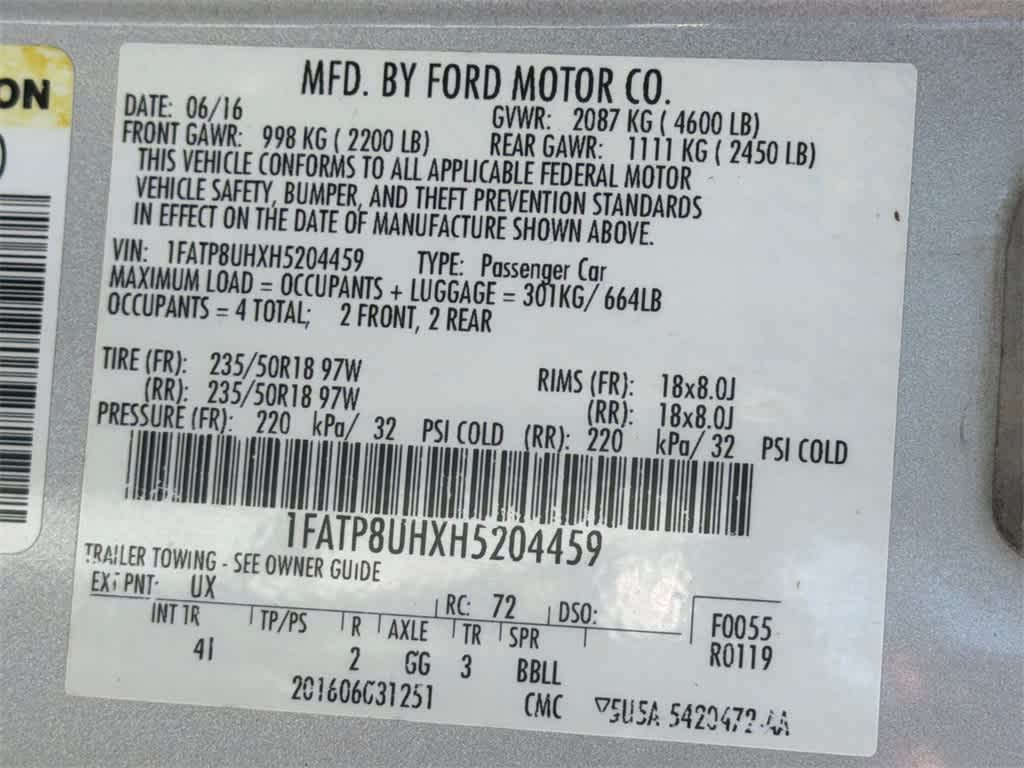 ON
)
MFD. BY FORD MOTOR CO.
DATE: 06/16 GVWR: 2087 KG ( 4600 LB)
FRONT GAWR: 998 KG ( 2200 LB) REAR GAWR: 1111 KG ( 2450 LB)
THIS VEHICLE CONFORMS TO ALL APPLICABLE FEDERAL MOTOR
VEHICLE SAFETY, BUMPER, AND THEFT PREVENTION STANDARDS
IN EFFECT ON THE DATE OF MANUFACTURE SHOWN ABOVE.
VIN: 1FATP8UHXH5204459 TYPE: Passenger Car
MAXIMUM LOAD = OCCUPANTS + LUGGAGE = 301KG/ 664LB
OCCUPANTS = 4 TOTAL; 2 FRONT, 2 REAR
TIRE (FR): 235/50R18 97W RIMS (FR): 18x8.0J
(RR): 235/50R18 97W (RR): 18x8.0J
PRESSURE (FR): 220 kPa/ 32 PSI COLD (RR): 220 kPa/ 32 PSI COLD
1FATP8UHXH5204459
TRAILER TOWING - SEE OWNER GUIDE
EXT PNT: UX RC: 72 DSO: F0055
INT TR TP/PS R AXLE TR SPR R0119
4I 2 GG 3 BBLL
201606031251 CMC ▽5USA 5420472-AA